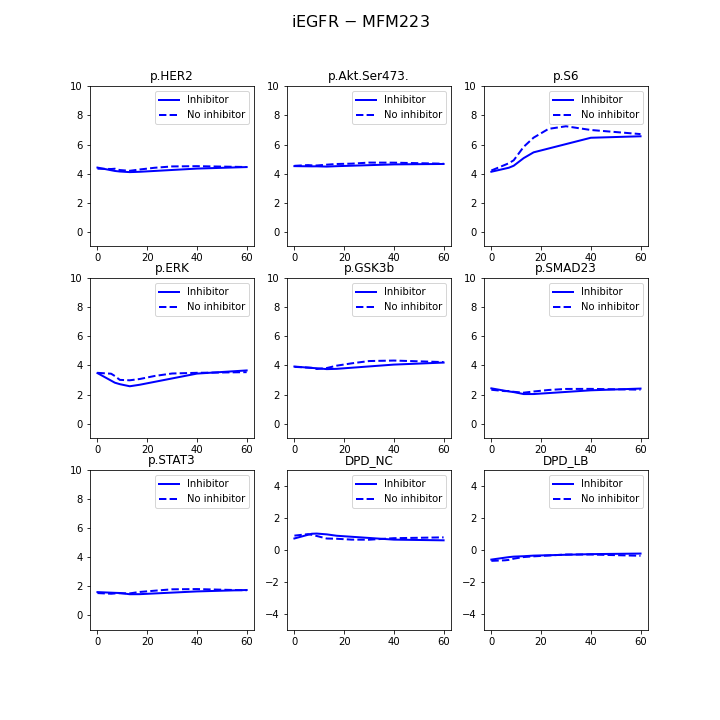 iEGFR − MFM223
p.HER2 p.Akt.Ser473. p.S6
10 Inhibitor 10 Inhibitor 10 Inhibitor
No inhibitor No inhibitor No inhibitor
8 8 8
6 6 6
4 4 4
2 2 2
0 0 0
0 20 40 60 0 20 40 60 0 20 40 60
p.ERK p.GSK3b p.SMAD23
10 Inhibitor 10 Inhibitor 10 Inhibitor
No inhibitor No inhibitor No inhibitor
8 8 8
6 6 6
4 4 4
2 2 2
0 0 0
0 20 40 60 0 20 40 60 0 20 40 60
p.STAT3 DPD_NC DPD_LB
10 Inhibitor 4 Inhibitor 4 Inhibitor
8 No inhibitor No inhibitor No inhibitor
6 2 2
4 0 0
2 −2 −2
0 −4 −4
0 20 40 60 0 20 40 60 0 20 40 60